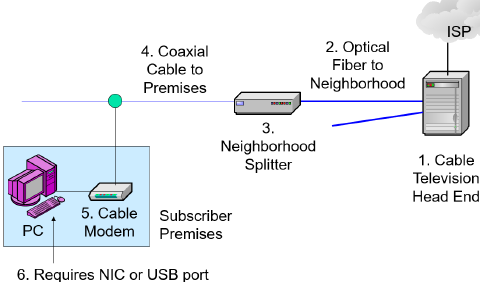 ISP
4. Coaxial
Cable to
Premises
2. Optical
Fiber to
Neighborhood
3.
Neighborhood
Splitter
1. Cable
Television
Head End
5. Cable
Modem
PC
Subscriber
Premises
6. Requires NIC or USB port